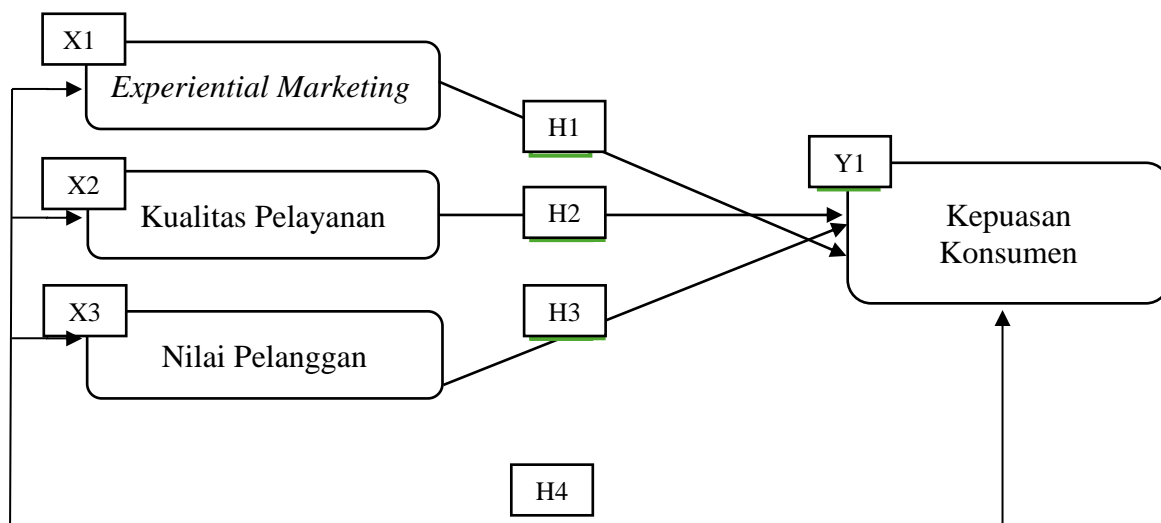 X1
Experiential Marketing
H1
X2
Kualitas Pelayanan
H2
Y1
Kepuasan
Konsumen
X3
Nilai Pelanggan
H3
H4